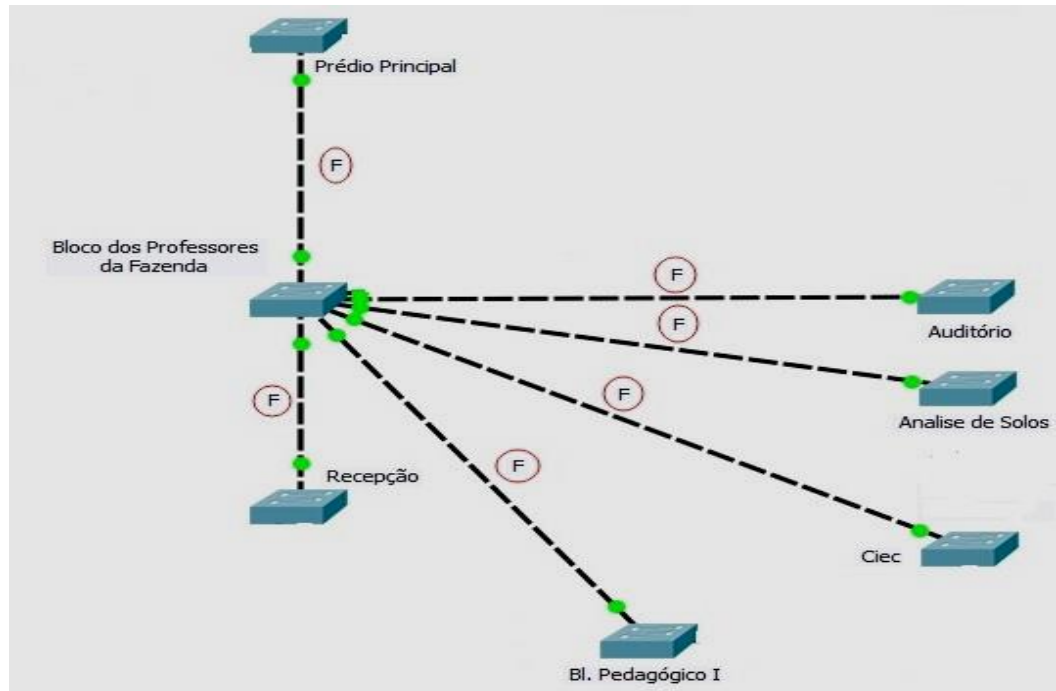 Prédio Principal
F
Bloco dos Professores
da Fazenda
F
Auditório
F
Analise de Solos
F
F
Recepção
F
Ciec
Bl. Pedagógico I